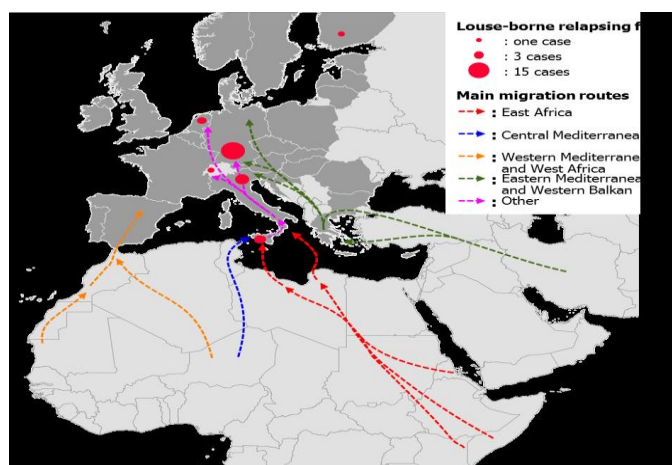 Louse-borne relapsing f
: one case
: 3 cases
: 15 cases
Main migration routes
: East Africa
: Central Mediterranea
: Western Mediterrane
and West Africa
: Eastern Mediterranea
and Western Balkan
: Other